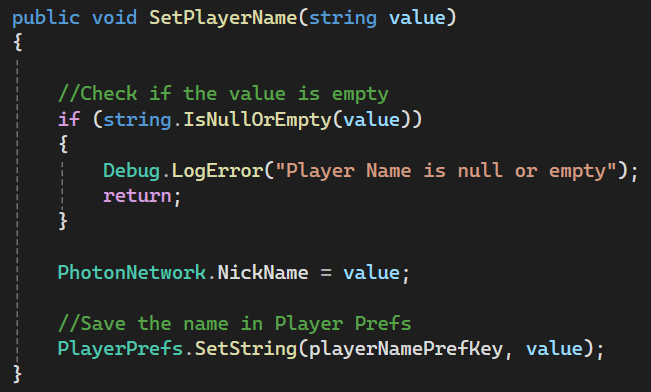 public void SetPlayerName(string value)
{
//Check if the value is empty
if (string.IsNullOrEmpty(value))
{
Debug.LogError("Player Name is null or empty");
return;
}
PhotonNetwork.NickName = value;
//Save the name in Player Prefs
PlayerPrefs.SetString(playerNamePrefKey, value);
}